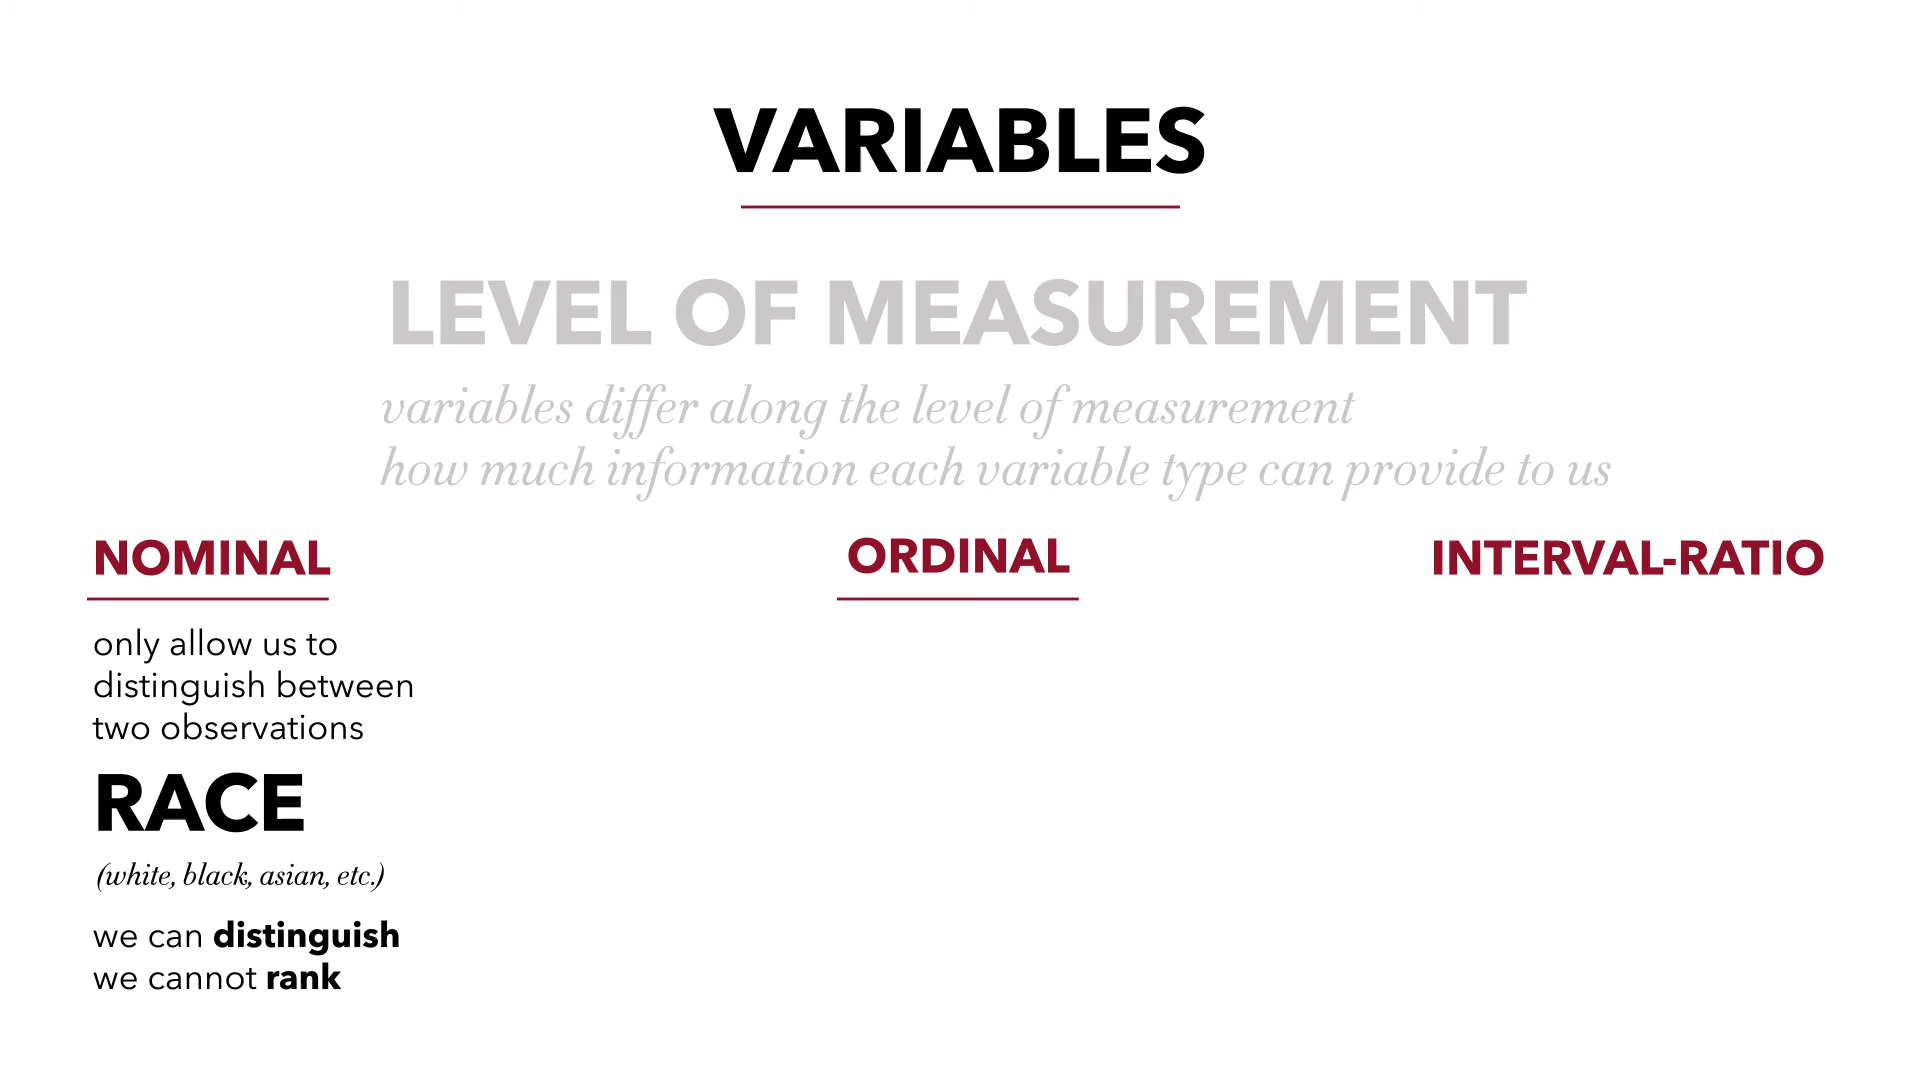 VARIABLES
LEVEL OF MEASUREMENT
variables differ along the level of measurement
how much information each variable type can provide to us
NOMINAL
only allow us to
distinguish between
two observations
RACE
(white, black, asian, etc.)
we can distinguish
we cannot rank
ORDINAL
INTERVAL-RATIO